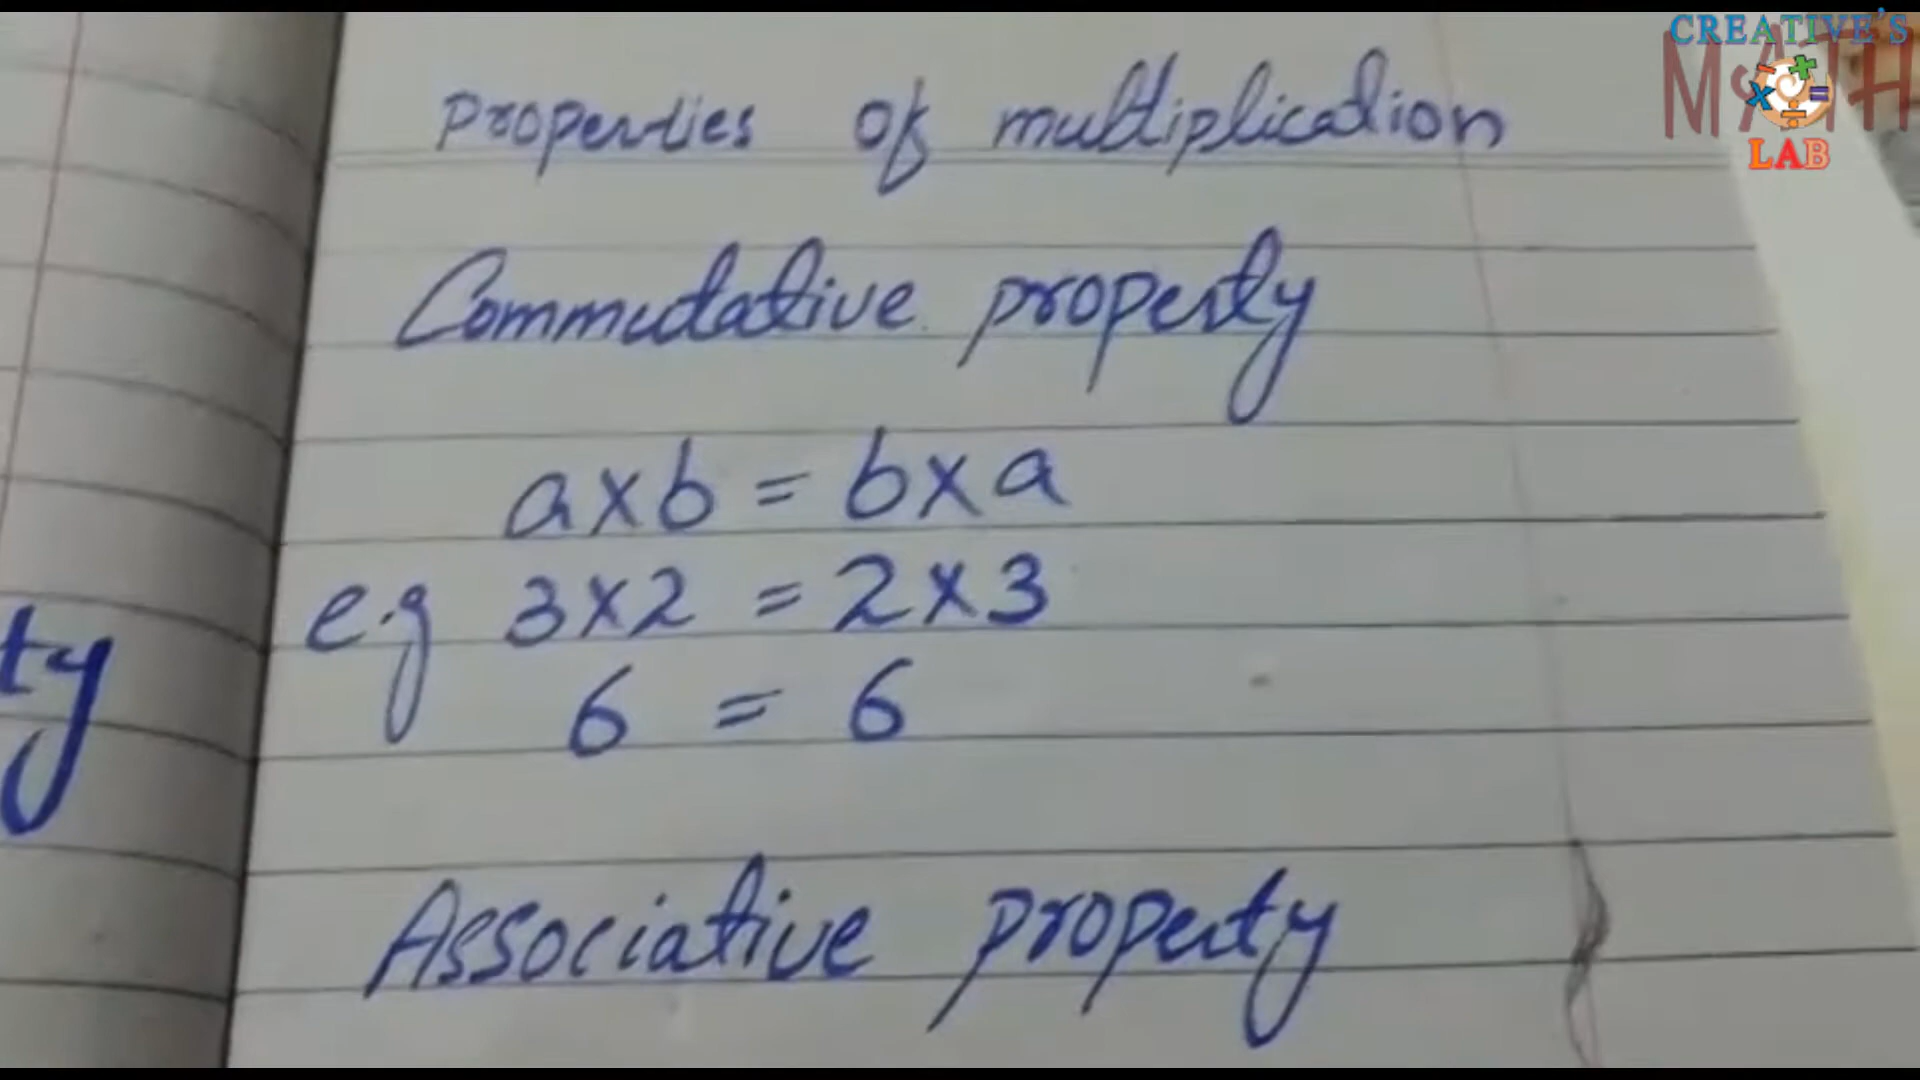 CREATIVE'S
MATH
LAB
properties of multiplication
Commutative property
a×b = b×a
e.g 3×2 = 2×3
6 = 6
ty
Associative property